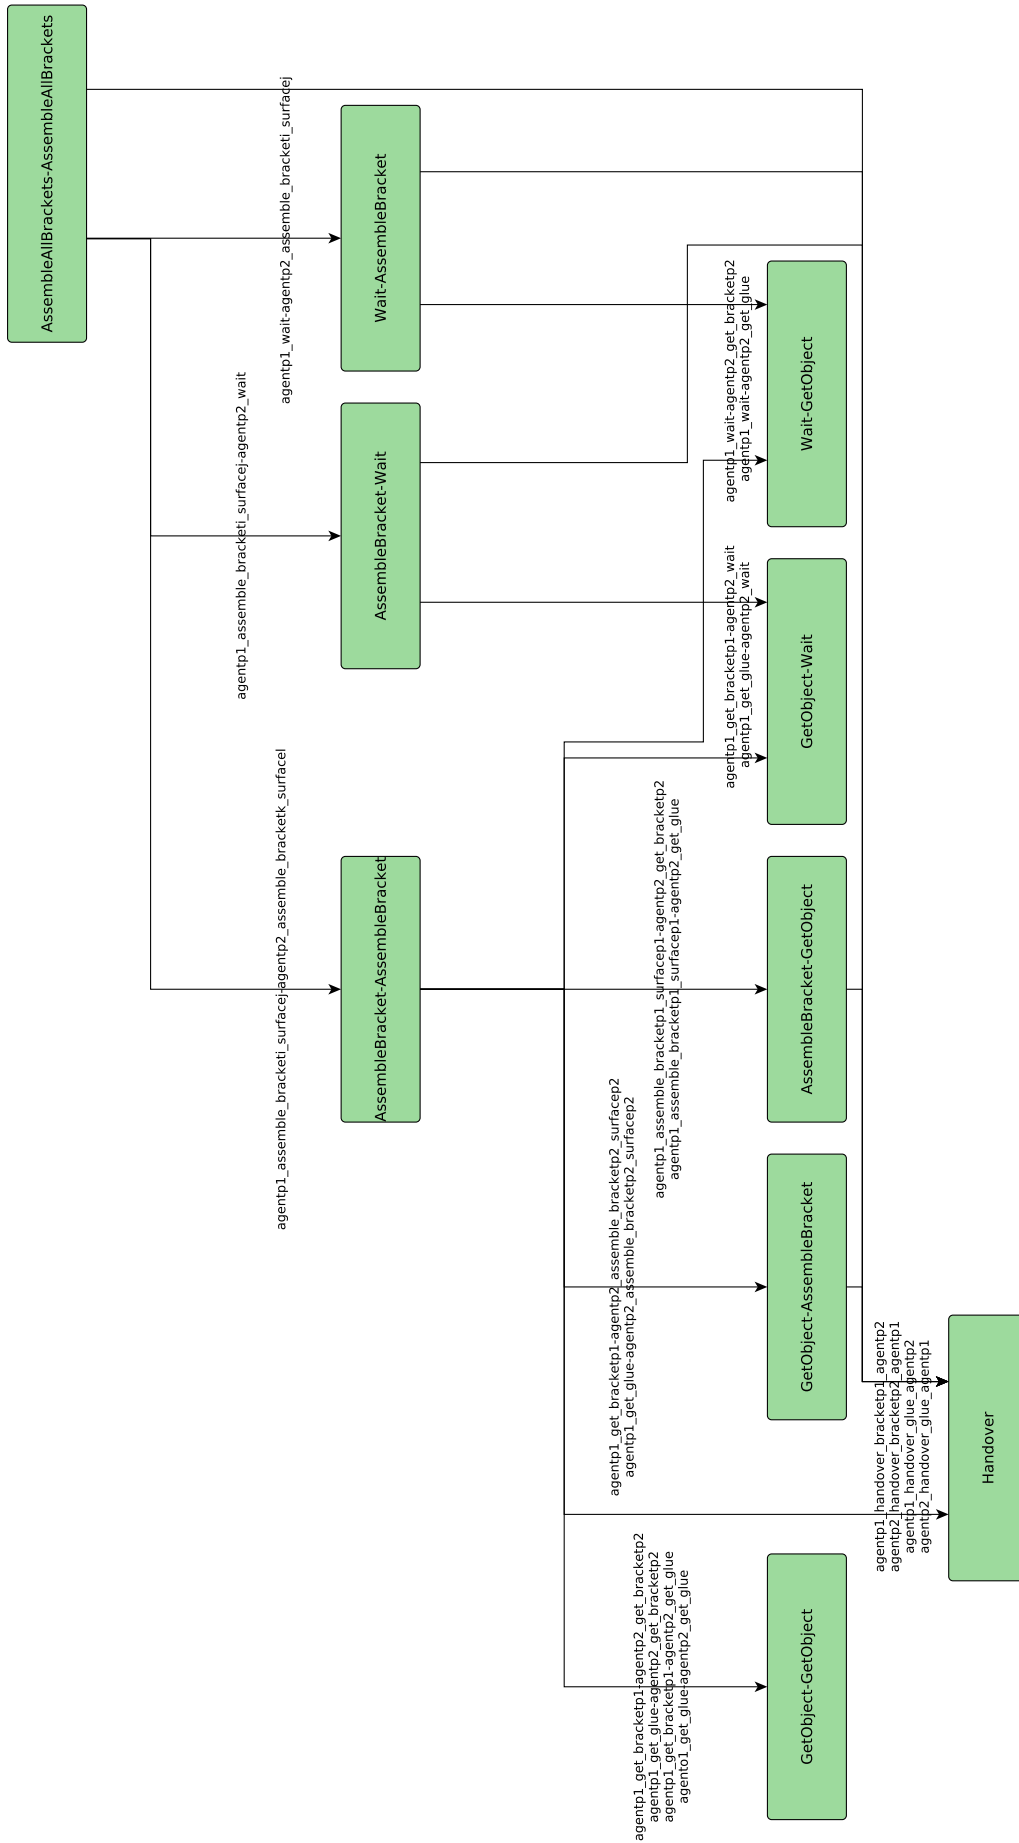 AssembleAllBrackets-AssembleAllBrackets
agentp1_wait-agentp2_assemble_bracketi_surfacej
agentp1_assemble_bracketi_surfacej-agentp2_wait
agentp1_assemble_bracketi_surfacej-agentp2_assemble_bracketk_surfacel
Wait-AssembleBracket
AssembleBracket-Wait
AssembleBracket-AssembleBracket
agentp1_wait-agentp2_get_bracketp2
agentp1_wait-agentp2_get_glue
agentp1_get_bracketp1-agentp2_wait
agentp1_get_glue-agentp2_wait
agentp1_assemble_bracketp1_surfacep1-agentp2_get_bracketp2
agentp1_assemble_bracketp1_surfacep1-agentp2_get_glue
agentp1_get_bracketp1-agentp2_assemble_bracketp2_surfacep2
agentp1_get_glue-agentp2_assemble_bracketp2_surfacep2
agentp1_get_bracketp1-agentp2_get_bracketp2
agentp1_get_glue-agentp2_get_bracketp2
agentp1_get_bracketp1-agentp2_get_glue
agento1_get_glue-agentp2_get_glue
Wait-GetObject
GetObject-Wait
AssembleBracket-GetObject
GetObject-AssembleBracket
GetObject-GetObject
agentp1_handover_bracketp1_agentp2
agentp2_handover_bracketp2_agentp1
agentp1_handover_glue_agentp2
agentp2_handover_glue_agentp1
Handover